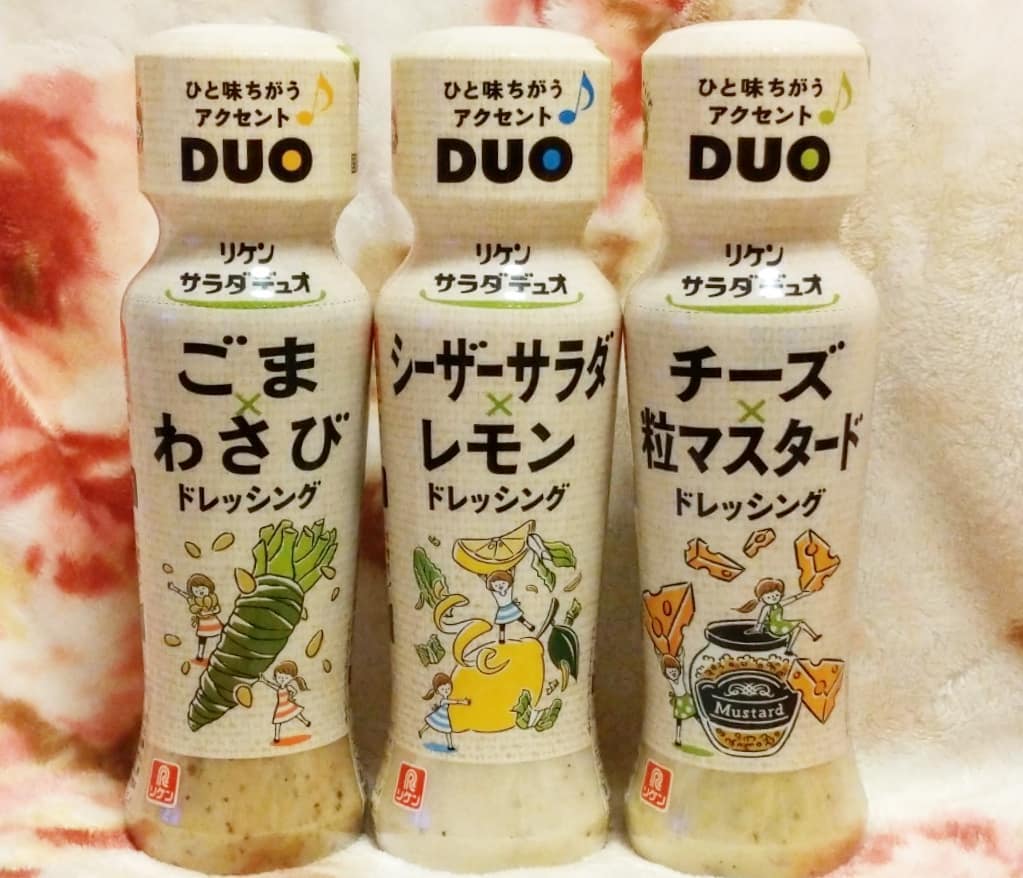 ひと味ちがう
アクセント
DUO
リケン
サラダデュオ
ごま
×
わさび
ドレッシング
リケン
ひと味ちがう
アクセント
DUO
リケン
サラダデュオ
シーザーサラダ
×
レモン
ドレッシング
リケン
ひと味ちがう
アクセント
DUO
リケン
サラダデュオ
チーズ
×
粒マスタード
ドレッシング
Mustard
リケン